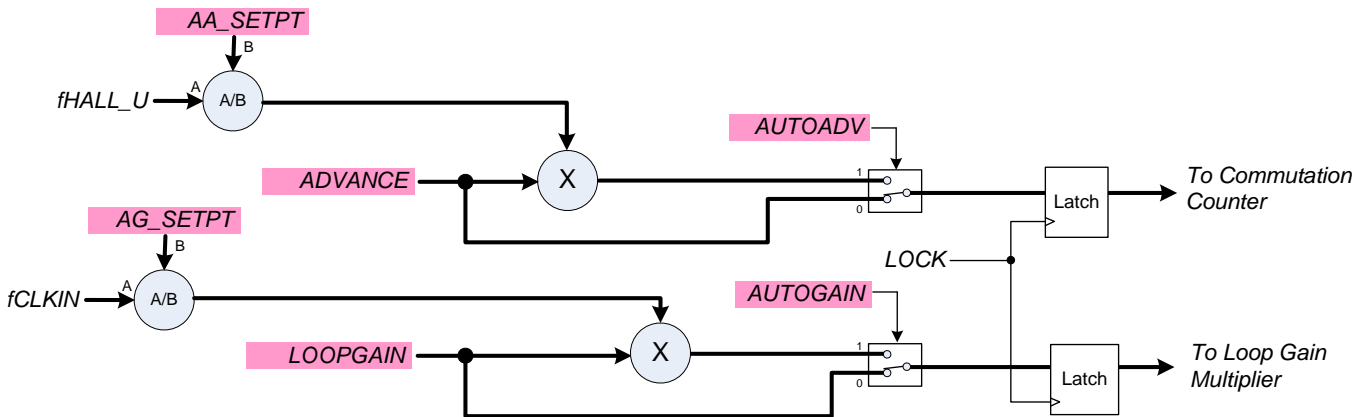 AA_SETPT
B
A
fHALL_U
A/B
AUTOADV
ADVANCE
X
1
0
Latch
To Commutation
Counter
AG_SETPT
B
A
fCLKIN
A/B
LOCK
AUTOGAIN
LOOPGAIN
X
1
0
Latch
To Loop Gain
Multiplier